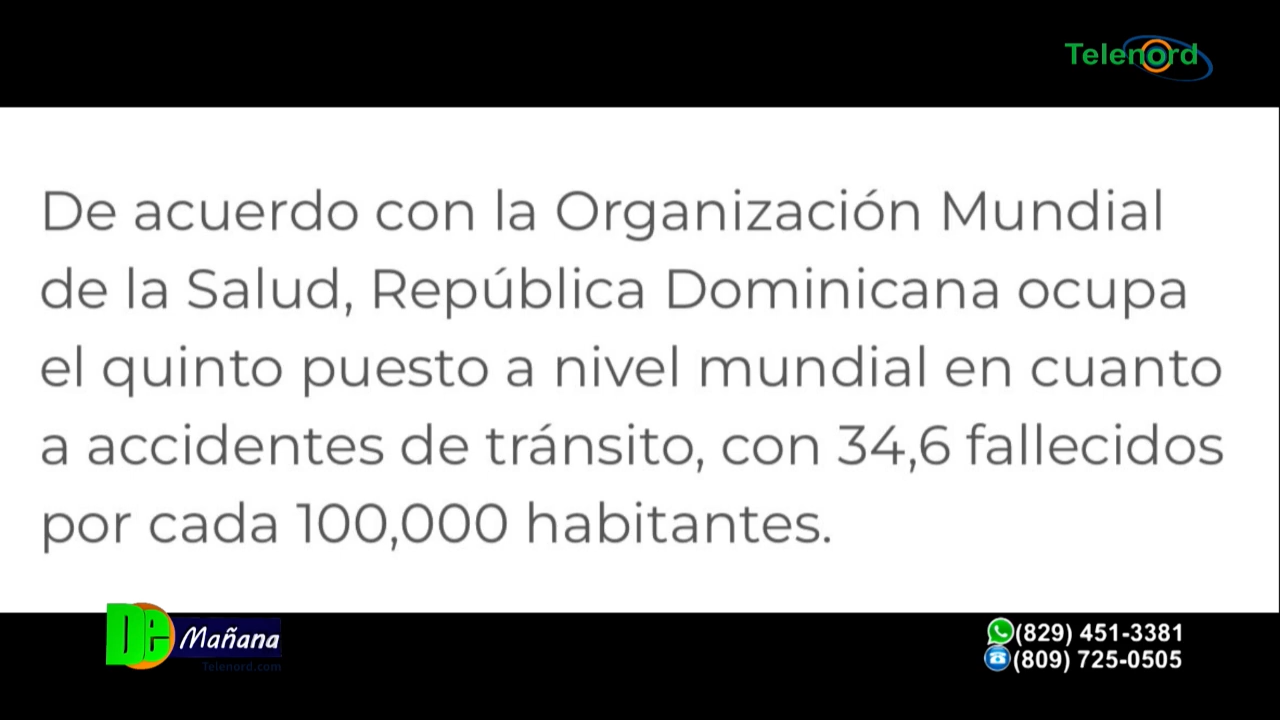 Telenord
De acuerdo con la Organización Mundial
de la Salud, República Dominicana ocupa
el quinto puesto a nivel mundial en cuanto
a accidentes de tránsito, con 34,6 fallecidos
por cada 100,000 habitantes.
De Mañana
Telenord.com
(829) 451-3381
(809) 725-0505